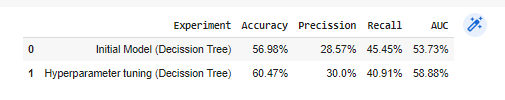 Experiment Accuracy Precission Recall AUC
0 Initial Model (Decission Tree) 56.98% 28.57% 45.45% 53.73%
1 Hyperparameter tuning (Decission Tree) 60.47% 30.0% 40.91% 58.88%